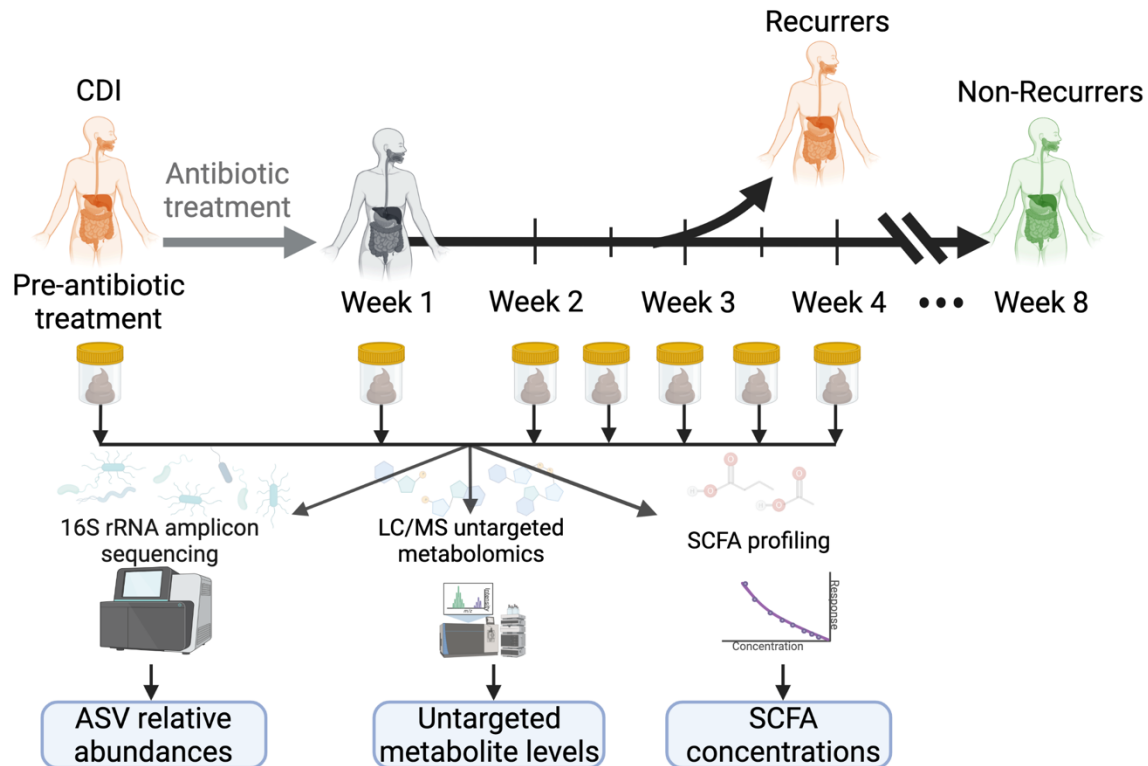 Recurrers
CDI
Non-Recurrers
Antibiotic
treatment
Pre-antibiotic
treatment
Week 1
Week 2
Week 3
Week 4
•••
Week 8
16S rRNA amplicon
sequencing
LC/MS untargeted
metabolomics
SCFA profiling
Intensity
m/z
Response
Concentration
O
H
O
O
H
O
ASV relative
abundances
Untargeted
metabolite levels
SCFA
concentrations